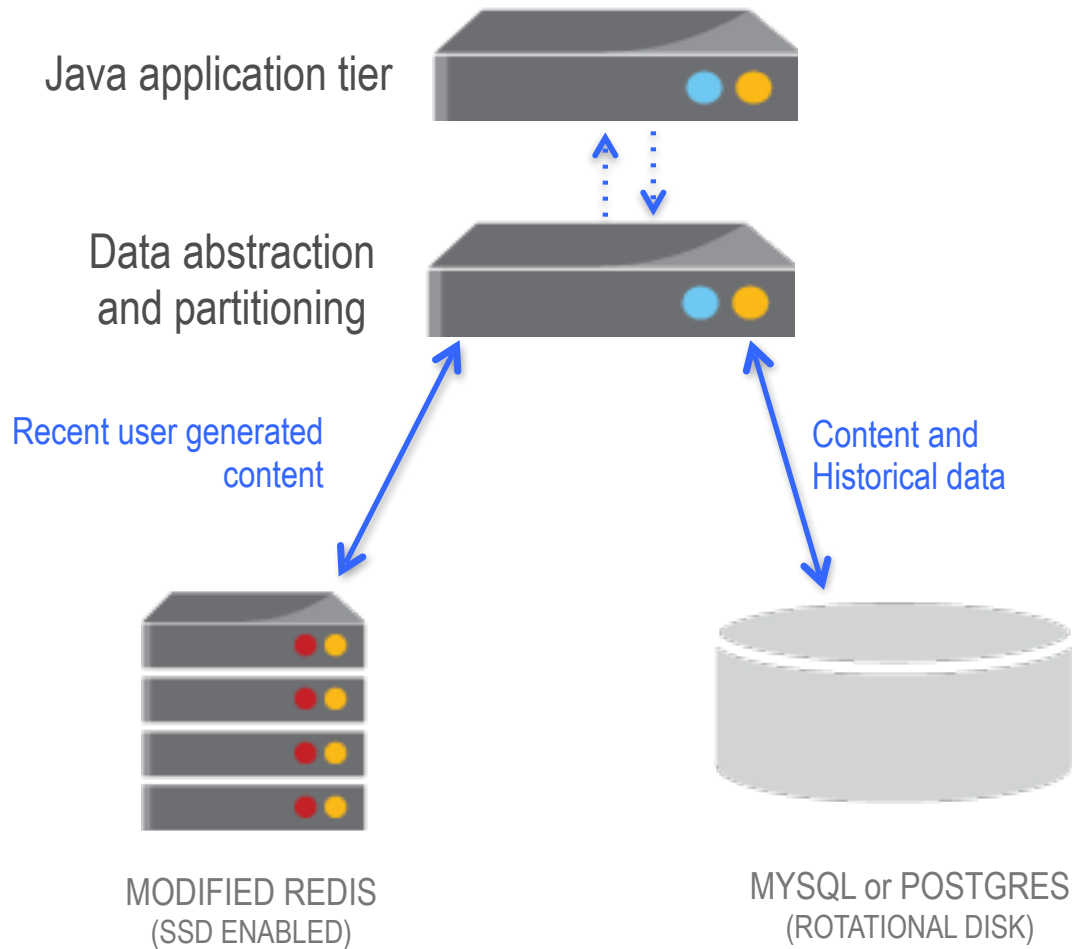 Java application tier
Data abstraction
and partitioning
Recent user generated
content
Content and
Historical data
MODIFIED REDIS
(SSD ENABLED)
MYSQL or POSTGRES
(ROTATIONAL DISK)